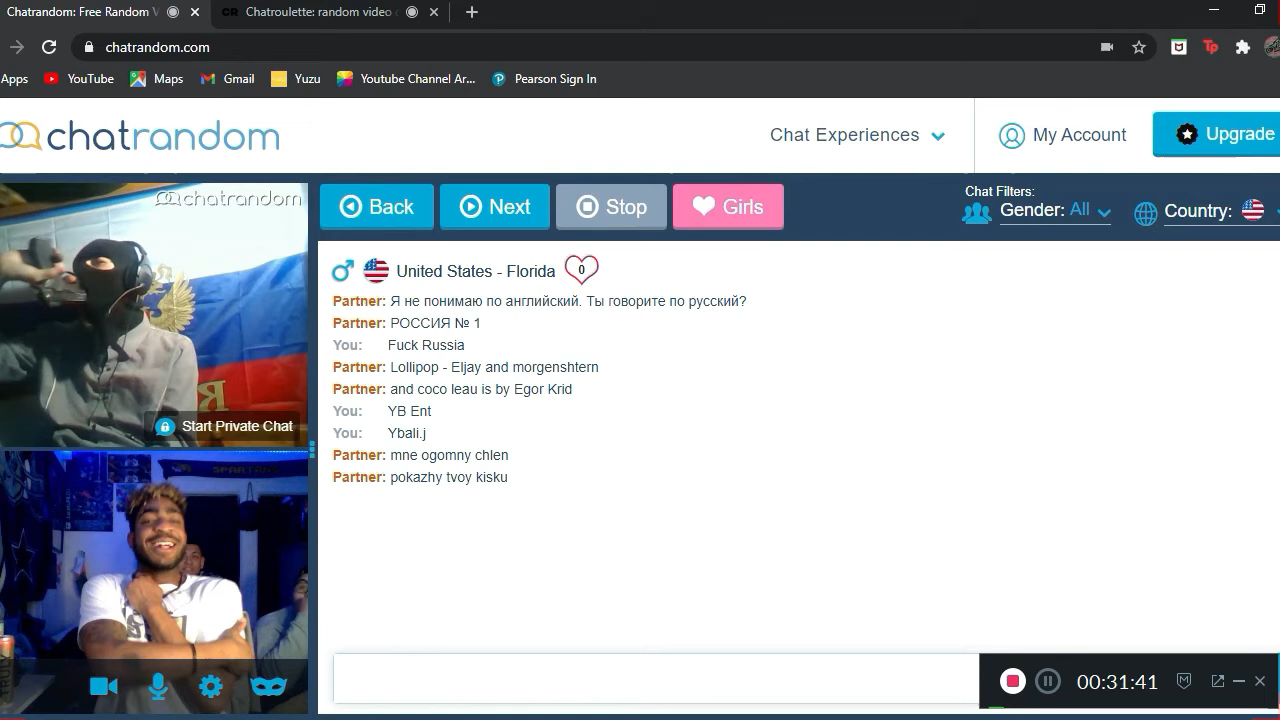 Chatrandom: Free Random V
CR Chatroulette: random video
chatrandom.com
Tp
Apps YouTube Maps Gmail Yuzu Youtube Channel Ar... Pearson Sign In
chatrandom
Chat Experiences
My Account
Upgrade
chatrandom
Back
Next
Stop
Girls
Chat Filters:
Gender: All
Country:
United States - Florida 0
Partner: Я не понимаю по английский. Ты говорите по русский?
Partner: РОССИЯ № 1
You: Fuck Russia
Partner: Lollipop - Eljay and morgenshtern
Partner: and coco leau is by Egor Krid
You: YB Ent
You: Ybali.j
Partner: mne ogomny chlen
Partner: pokazhy tvoy kisku
Я
Start Private Chat
SPARTANS
TRULY
00:31:41